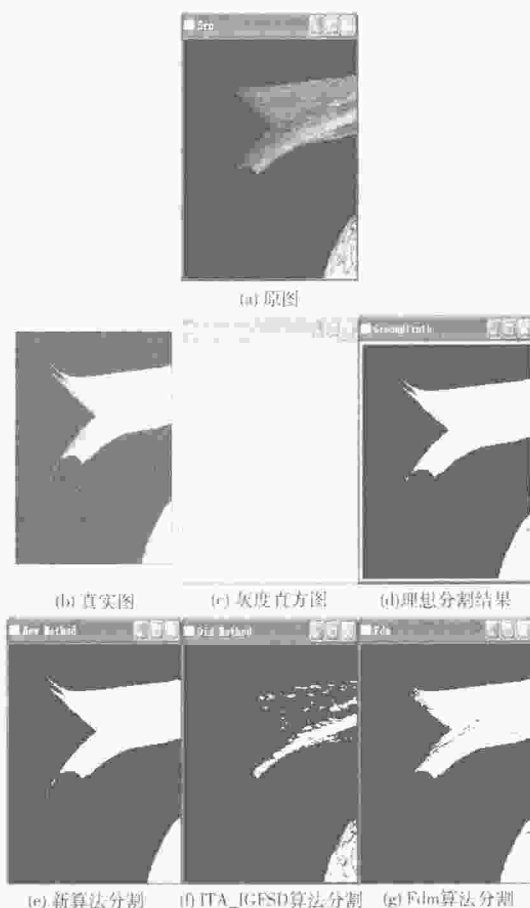 Src
(a) 原图
GroundTruth
(b) 真实图
(c) 灰度直方图
(d)理想分割结果
New Method
Old Method
Fdm
(e) 新算法分割
(f) ITA_IGFSD算法分割
(g) Fdm算法分割